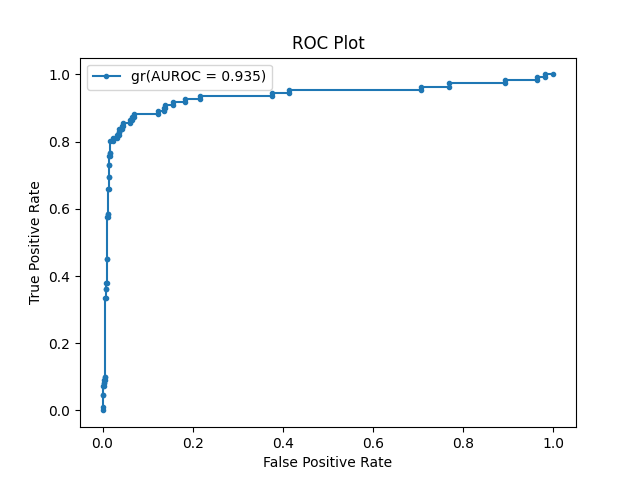 ROC Plot
gr(AUROC = 0.935)
True Positive Rate
1.0
0.8
0.6
0.4
0.2
0.0
0.0 0.2 0.4 0.6 0.8 1.0
False Positive Rate